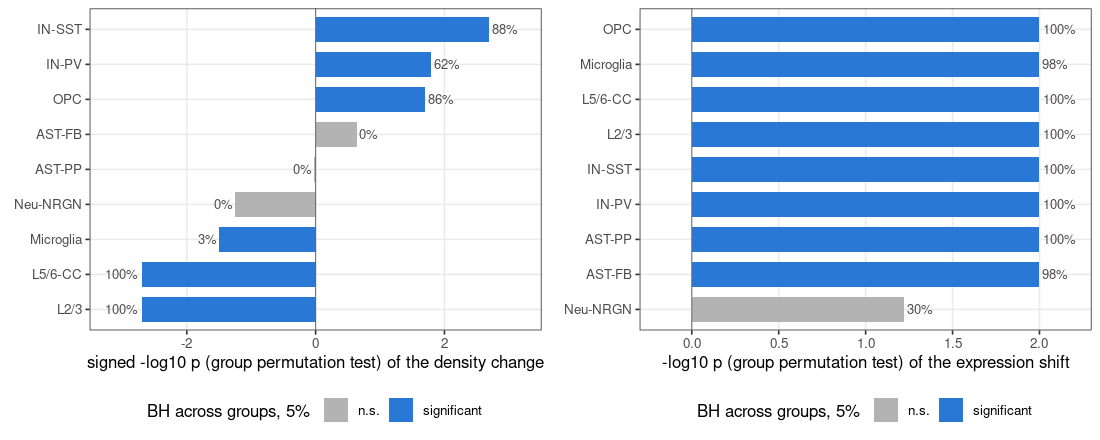 IN-SST
88%
IN-PV
62%
OPC
86%
AST-FB
0%
AST-PP
0%
Neu-NRGN
0%
Microglia
3%
L5/6-CC
100%
L2/3
100%
-2
0
2
signed -log10 p (group permutation test) of the density change
BH across groups, 5%
n.s.
significant
OPC
100%
Microglia
98%
L5/6-CC
100%
L2/3
100%
IN-SST
100%
IN-PV
100%
AST-PP
100%
AST-FB
98%
Neu-NRGN
30%
0.0
0.5
1.0
1.5
2.0
-log10 p (group permutation test) of the expression shift
BH across groups, 5%
n.s.
significant